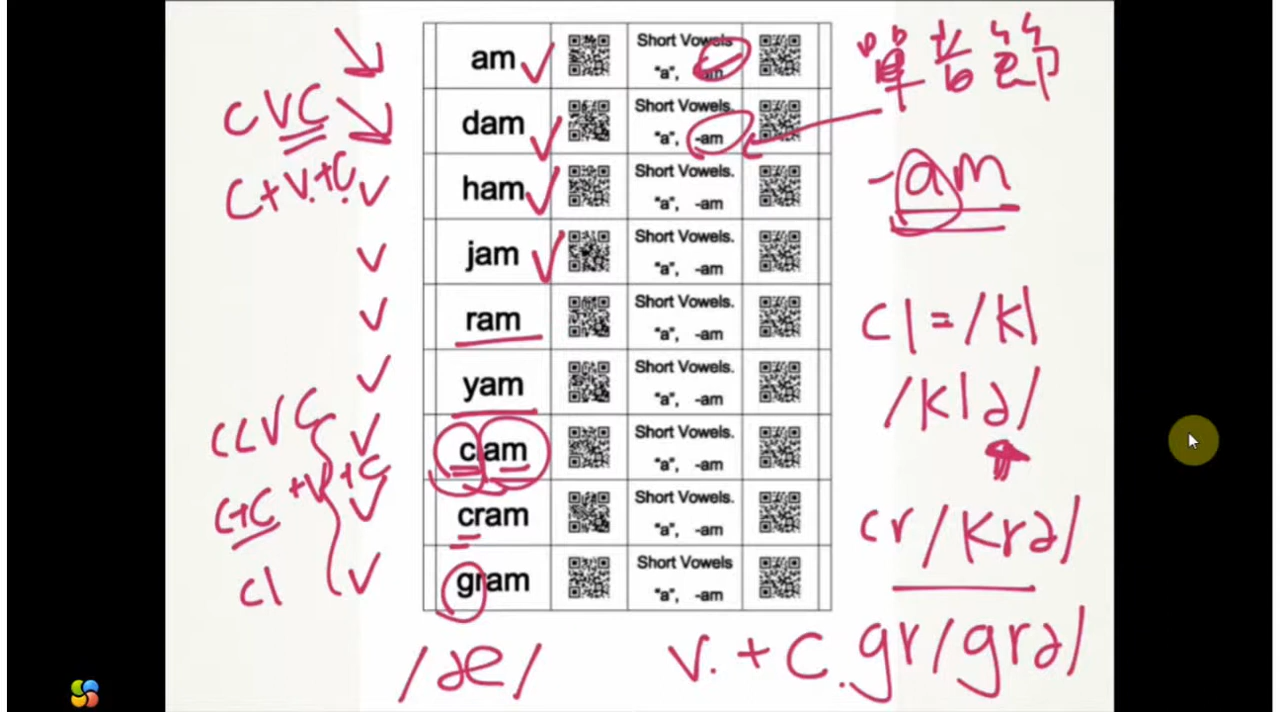 am Short Vowels "a", -am
dam Short Vowels. "a", -am
ham Short Vowels. "a", -am
jam Short Vowels. "a", -am
ram Short Vowels. "a", -am
yam Short Vowels. "a", -am
clam Short Vowels. "a", -am
cram Short Vowels. "a", -am
gram Short Vowels "a", -am
CVC
C+V.+C.
CCVC
C+C+V+C
cl
/æ/
單音節
-am
cl=/kl
/klə/
cr/krə/
v.+C.
gr/grə/